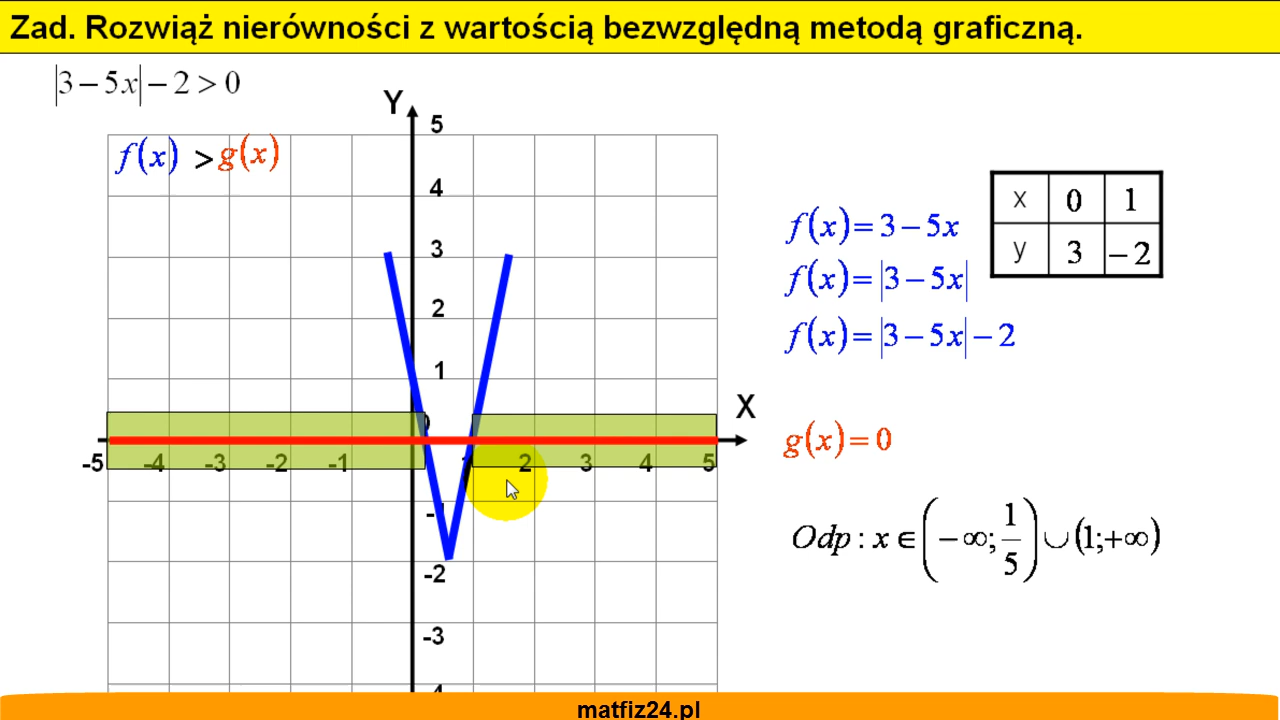 Zad. Rozwiąż nierówności z wartością bezwzględną metodą graficzną.
|3 − 5x| − 2 > 0
Y
f(x) > g(x)
5
4
3
2
1
0
X
-5 -4 -3 -2 -1 1 2 3 4 5
-1
-2
-3
-4
x 0 1
y 3 −2
f(x) = 3 − 5x
f(x) = |3 − 5x|
f(x) = |3 − 5x| − 2
g(x) = 0
Odp : x ∈ (−∞; 1/5) ∪ (1;+∞)
matfiz24.pl